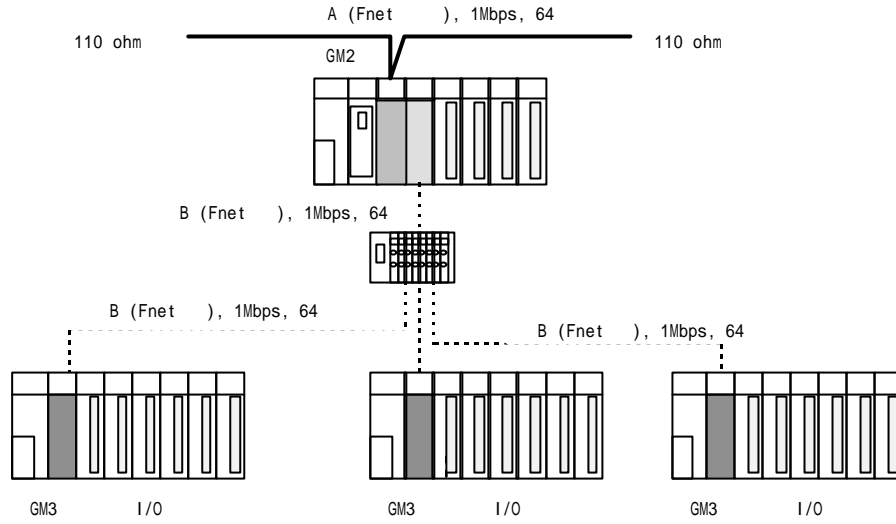 A (Fnet ), 1Mbps, 64
110 ohm
110 ohm
GM2
B (Fnet ), 1Mbps, 64
B (Fnet ), 1Mbps, 64
B (Fnet ), 1Mbps, 64
GM3 I/O
GM3 I/O
GM3 I/O